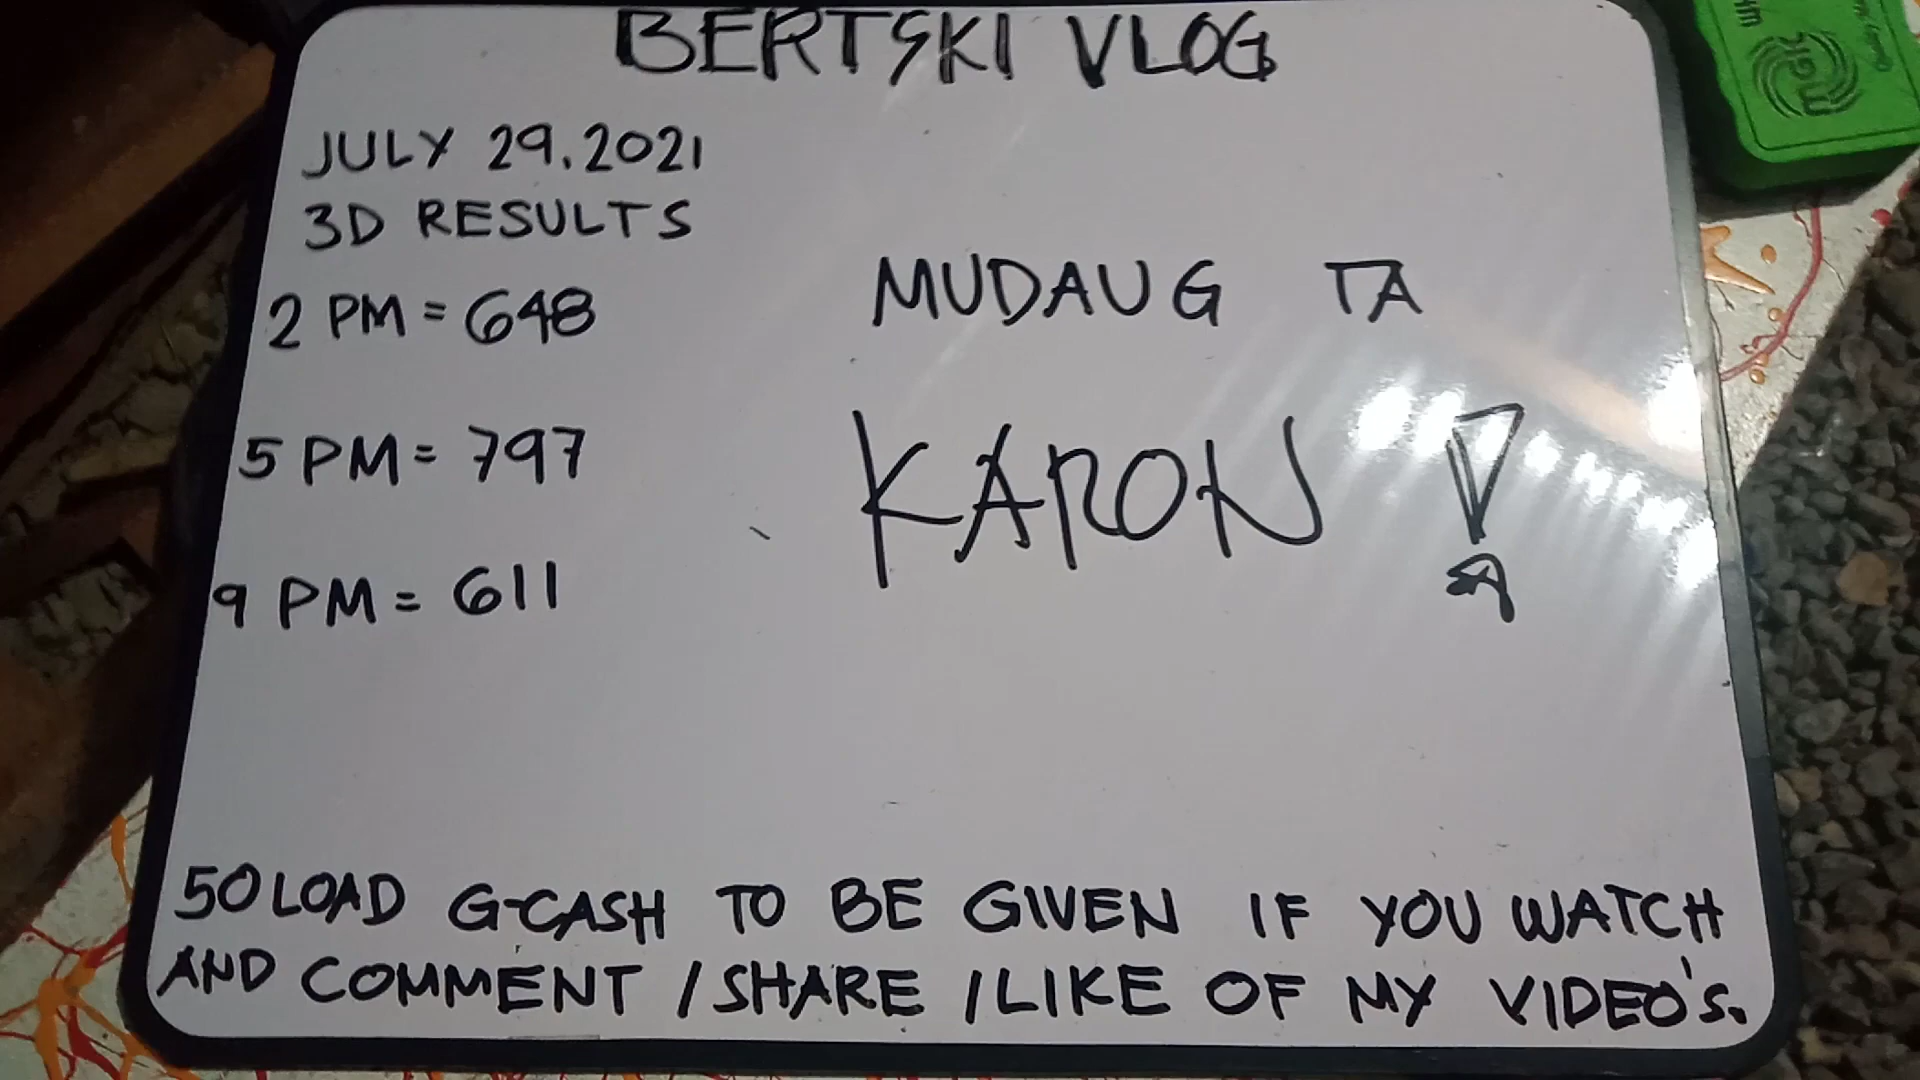 BERTSKI VLOG
JULY 29.2021
3D RESULTS
2 PM = 648
5 PM = 797
9 PM = 611
MUDAUG TA
KARON !
50 LOAD G-CASH TO BE GIVEN IF YOU WATCH
AND COMMENT / SHARE / LIKE OF MY VIDEO'S.